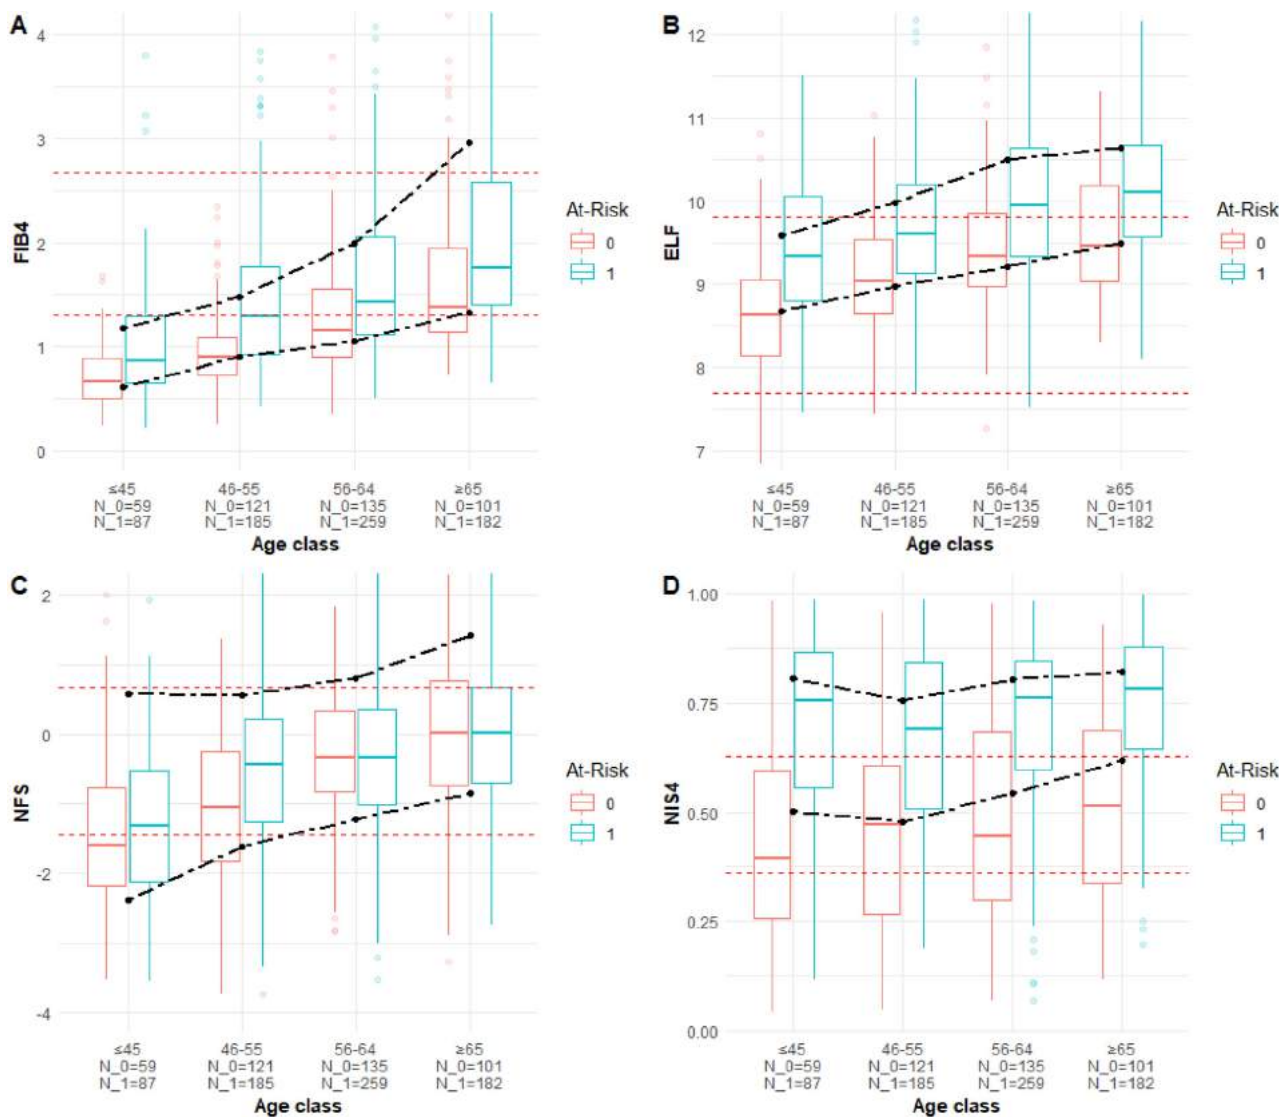 A
B
4
3
2
1
0
FIB4
At-Risk
0
1
≤45
46-55
56-64
≥65
N_0=59
N_0=121
N_0=135
N_0=101
N_1=87
N_1=185
N_1=259
N_1=182
Age class
12
11
10
9
8
7
ELF
At-Risk
0
1
≤45
46-55
56-64
≥65
N_0=59
N_0=121
N_0=135
N_0=101
N_1=87
N_1=185
N_1=259
N_1=182
Age class
C
D
2
0
-2
-4
NFS
At-Risk
0
1
≤45
46-55
56-64
≥65
N_0=59
N_0=121
N_0=135
N_0=101
N_1=87
N_1=185
N_1=259
N_1=182
Age class
1.00
0.75
0.50
0.25
0.00
NIS4
At-Risk
0
1
≤45
46-55
56-64
≥65
N_0=59
N_0=121
N_0=135
N_0=101
N_1=87
N_1=185
N_1=259
N_1=182
Age class